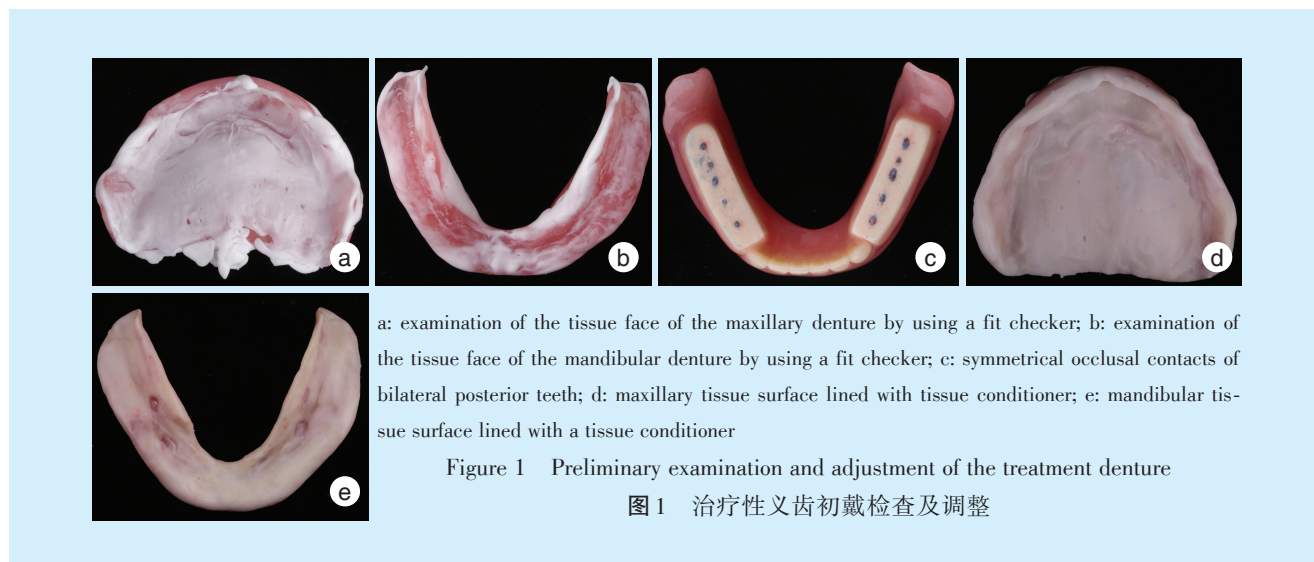 a
b
c
d
e
a: examination of the tissue face of the maxillary denture by using a fit checker; b: examination of
the tissue face of the mandibular denture by using a fit checker; c: symmetrical occlusal contacts of
bilateral posterior teeth; d: maxillary tissue surface lined with tissue conditioner; e: mandibular tis-
sue surface lined with a tissue conditioner
Figure 1 Preliminary examination and adjustment of the treatment denture
图1 治疗性义齿初戴检查及调整